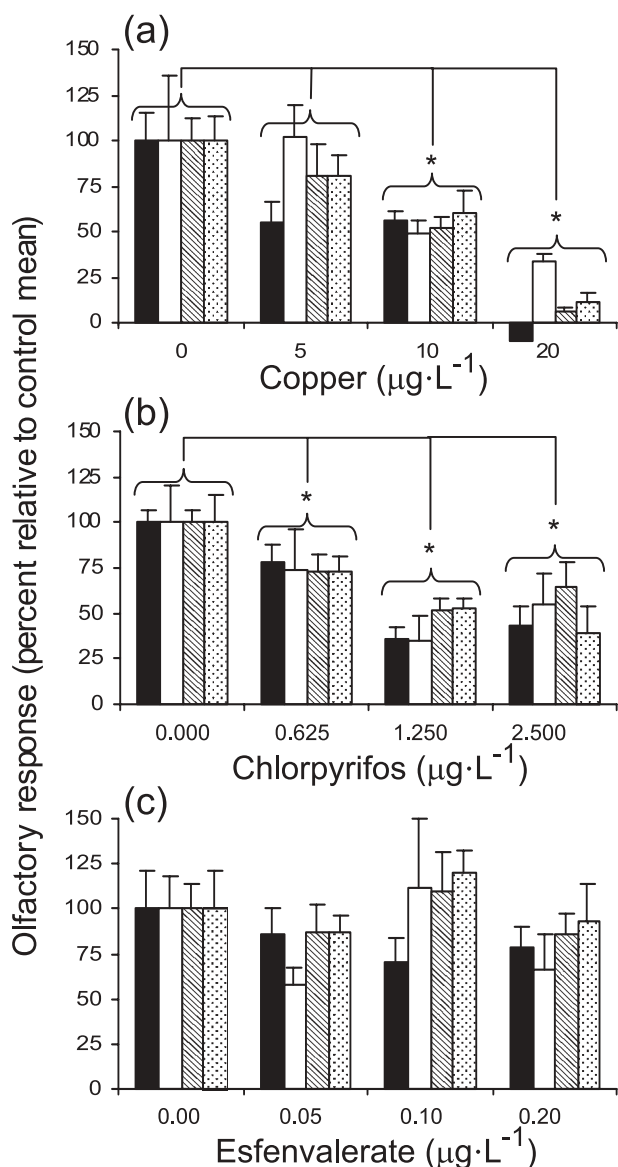 Olfactory response (percent relative to control mean)
(a)
150
125
100
75
50
25
0
* *
0 5 10 20
Copper (µg·L⁻¹)
(b)
150
125
100
75
50
25
0
* * *
0.000 0.625 1.250 2.500
Chlorpyrifos (µg·L⁻¹)
(c)
150
125
100
75
50
25
0
0.00 0.05 0.10 0.20
Esfenvalerate (µg·L⁻¹)